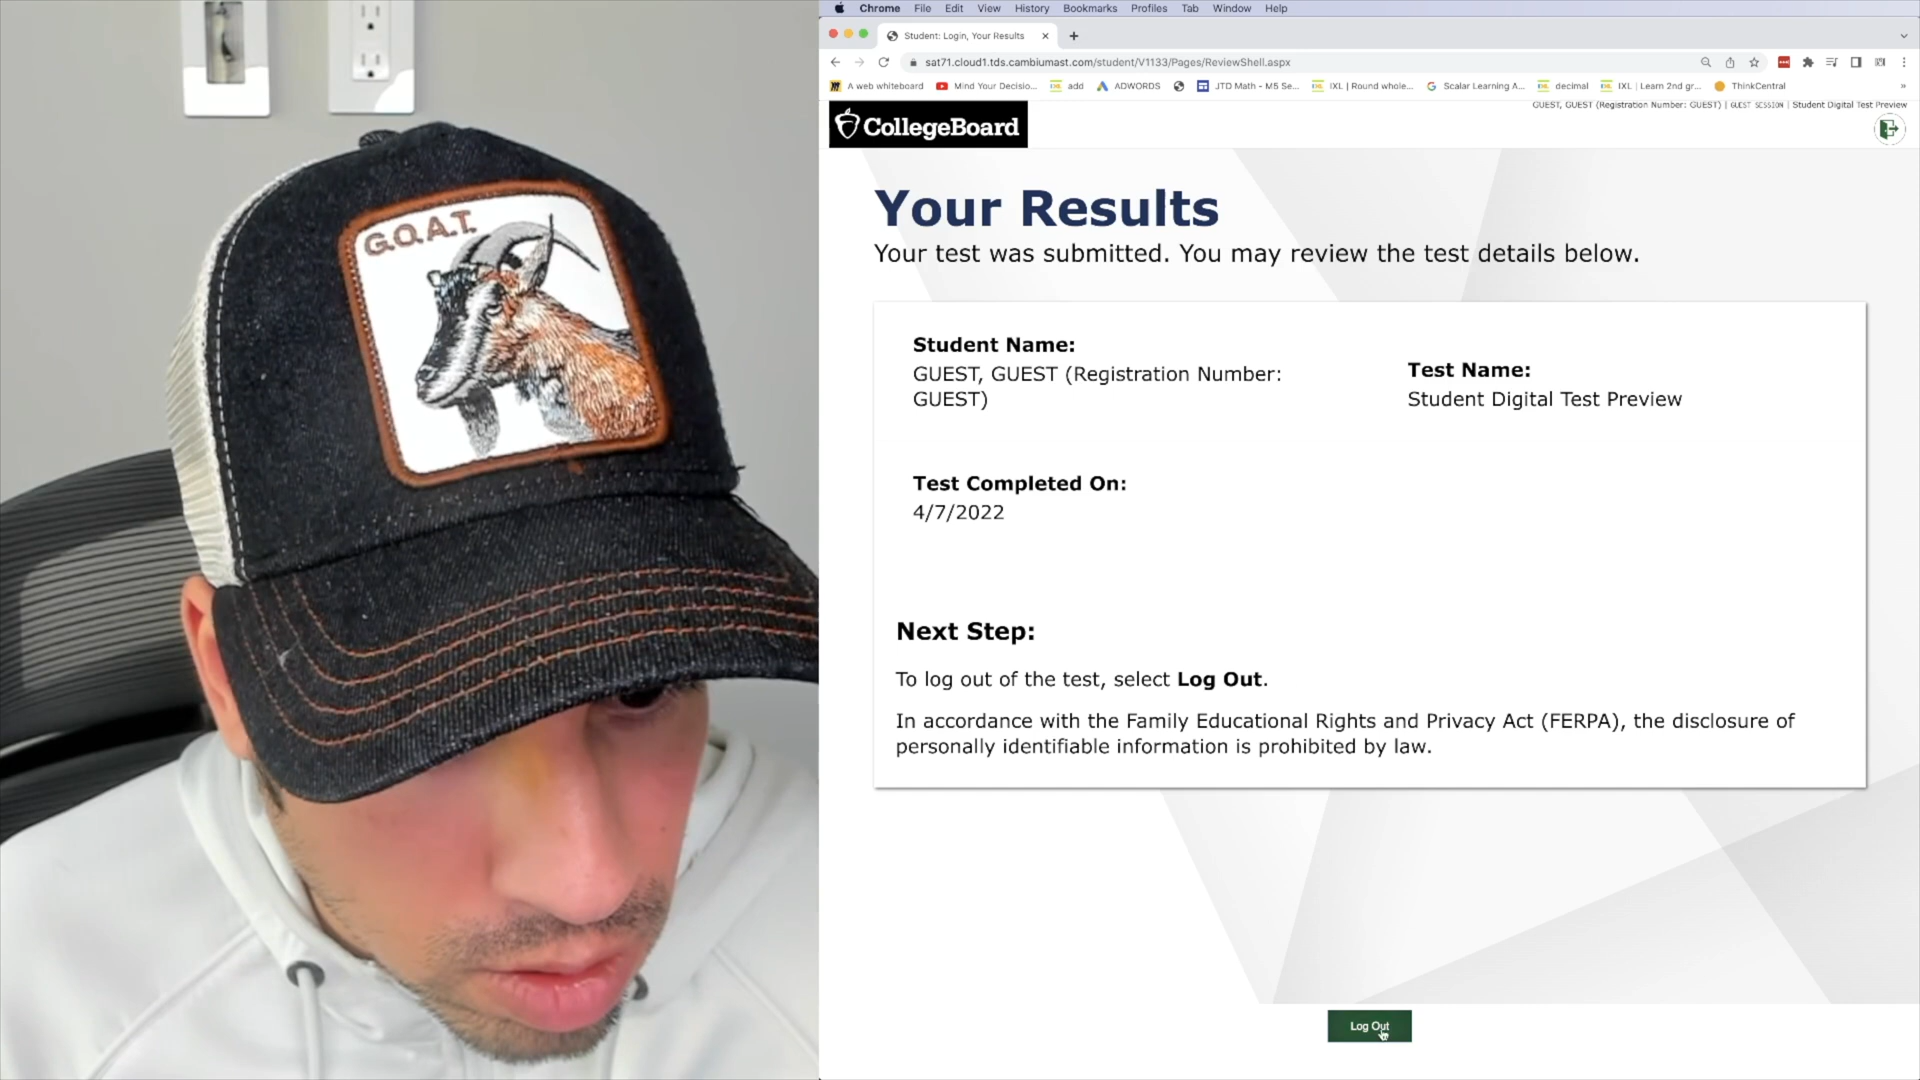 G.O.A.T.
Chrome File Edit View History Bookmarks Profiles Tab Window Help
Student: Login, Your Results
sat71.cloud1.tds.cambiumast.com/student/V1133/Pages/ReviewShell.aspx
A web whiteboard Mind Your Decisio... add ADWORDS JTD Math - M5 Se... IXL | Round whole... Scalar Learning A... decimal IXL | Learn 2nd gr... ThinkCentral »
GUEST, GUEST (Registration Number: GUEST) | GUEST SESSION | Student Digital Test Preview
CollegeBoard
Your Results
Your test was submitted. You may review the test details below.
Student Name:
GUEST, GUEST (Registration Number:
GUEST)
Test Name:
Student Digital Test Preview
Test Completed On:
4/7/2022
Next Step:
To log out of the test, select Log Out.
In accordance with the Family Educational Rights and Privacy Act (FERPA), the disclosure of
personally identifiable information is prohibited by law.
Log Out